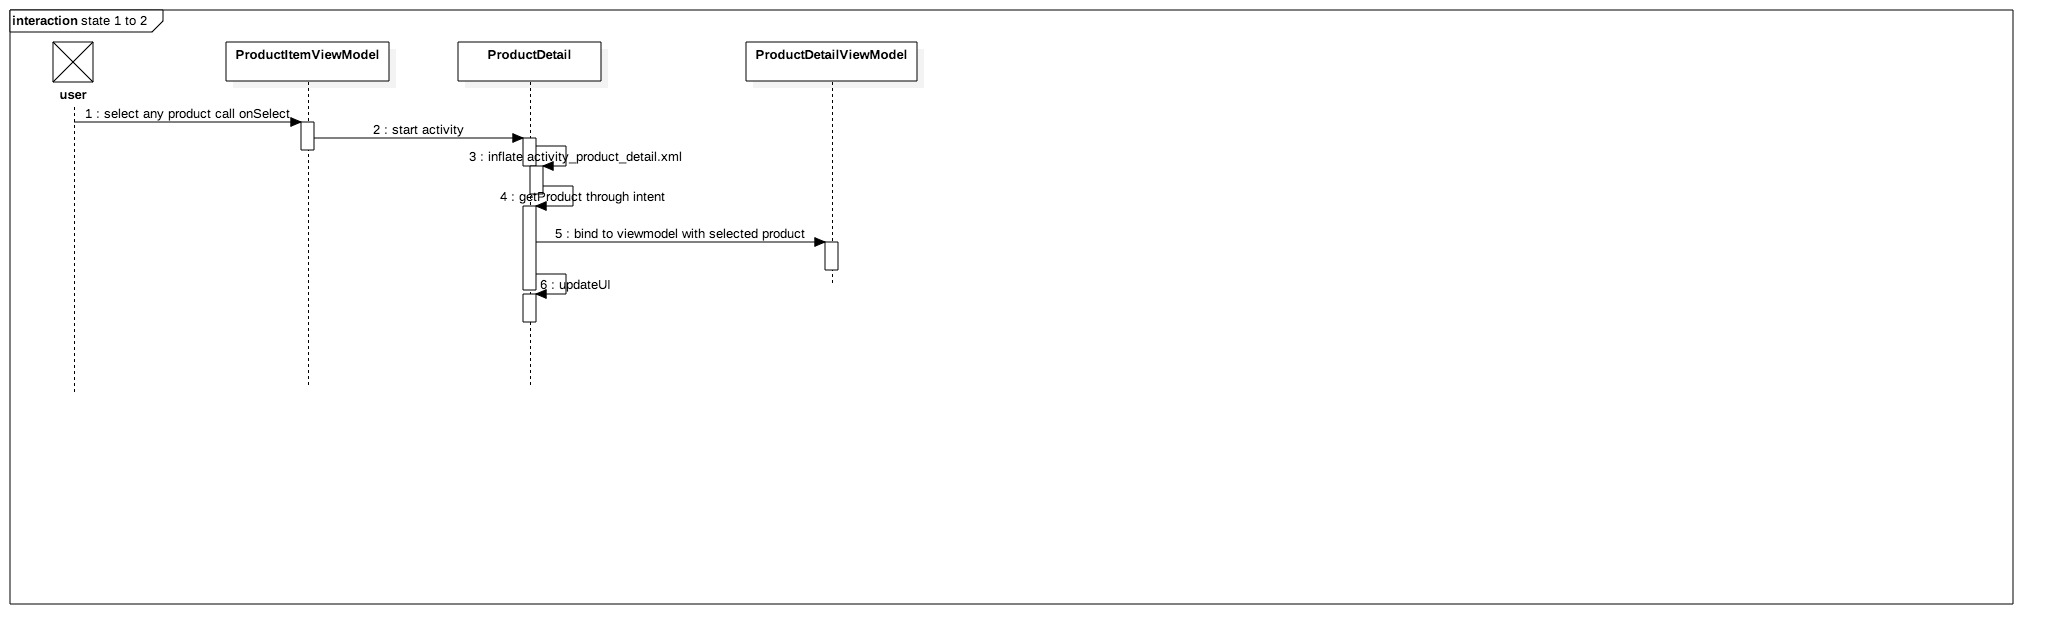 interaction state 1 to 2
ProductItemViewModel
ProductDetail
ProductDetailViewModel
user
1 : select any product call onSelect
2 : start activity
3 : inflate activity_product_detail.xml
4 : getProduct through intent
5 : bind to viewmodel with selected product
6 : updateUI